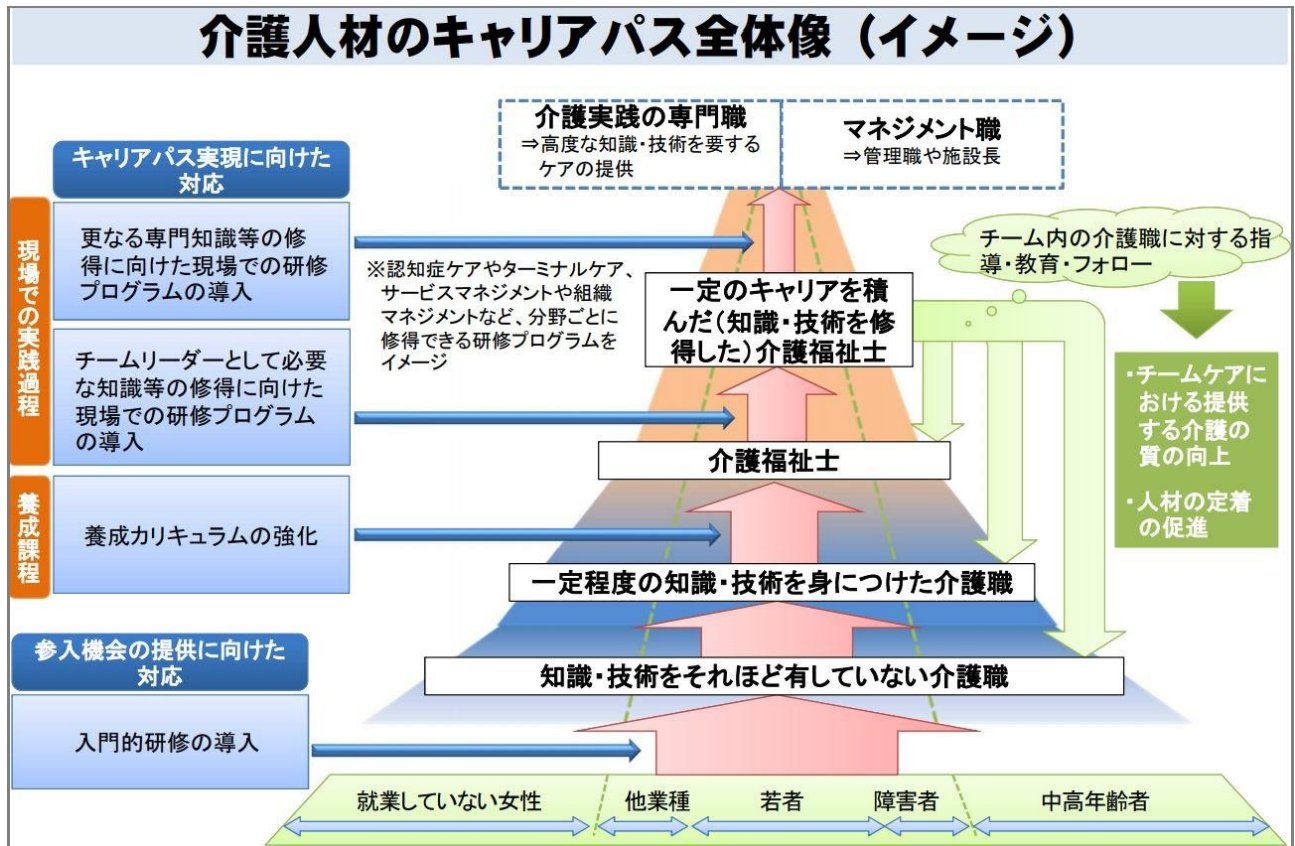 介護人材のキャリアパス全体像（イメージ）
介護実践の専門職
⇒高度な知識・技術を要する
ケアの提供
マネジメント職
⇒管理職や施設長
キャリアパス実現に向けた
対応
現場での実践過程
更なる専門知識等の修
得に向けた現場での研修
プログラムの導入
※認知症ケアやターミナルケア、
サービスマネジメントや組織
マネジメントなど、分野ごとに
修得できる研修プログラムを
イメージ
チームリーダーとして必要
な知識等の修得に向けた
現場での研修プログラム
の導入
一定のキャリアを積
んだ（知識・技術を修
得した）介護福祉士
チーム内の介護職に対する指
導・教育・フォロー
・チームケアに
おける提供
する介護の
質の向上
・人材の定着
の促進
介護福祉士
養成課程
養成カリキュラムの強化
一定程度の知識・技術を身につけた介護職
参入機会の提供に向けた
対応
知識・技術をそれほど有していない介護職
入門的研修の導入
就業していない女性
他業種
若者
障害者
中高年齢者